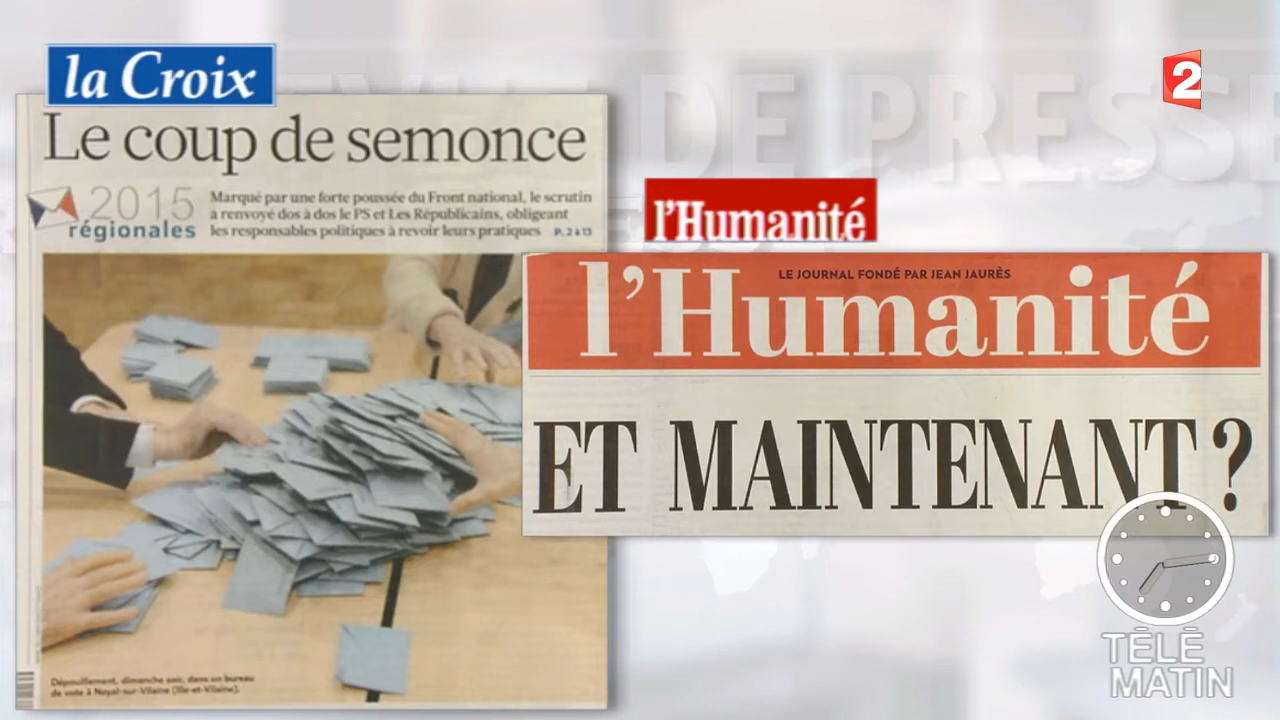 la Croix
Le coup de semonce
2015
régionales
Marqué par une forte poussée du Front national, le scrutin
a renvoyé dos à dos le PS et Les Républicains, obligeant
les responsables politiques à revoir leurs pratiques P. 2 à 13
Dépouillement, dimanche soir, dans un bureau
de vote à Noyal-sur-Vilaine (Ille-et-Vilaine).
DE PRESSE
2
l'Humanité
LE JOURNAL FONDÉ PAR JEAN JAURÈS
l'Humanité
ET MAINTENANT ?
TÉLÉ
MATIN